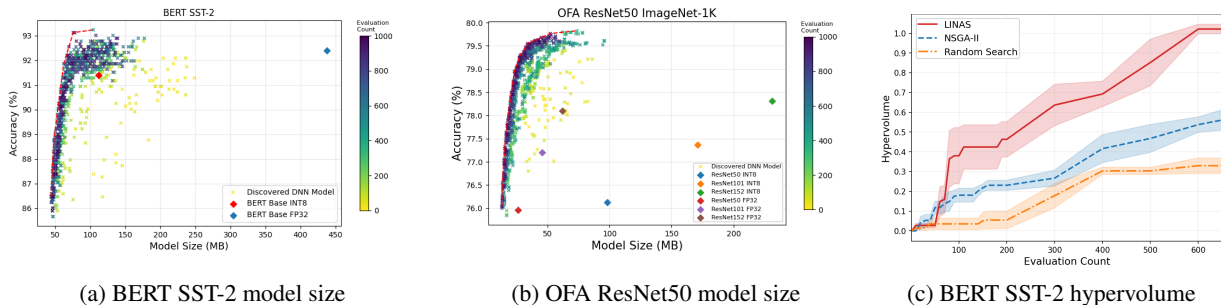 BERT SST-2
Accuracy (%)
93
92
91
90
89
88
87
86
50
100
150
200
250
300
350
400
450
Model Size (MB)
Discovered DNN Model
BERT Base INT8
BERT Base FP32
Evaluation
Count
1000
800
600
400
200
0
(a) BERT SST-2 model size
OFA ResNet50 ImageNet-1K
Accuracy (%)
80.0
79.5
79.0
78.5
78.0
77.5
77.0
76.5
76.0
50
100
150
200
Model Size (MB)
Discovered DNN Model
ResNet50 INT8
ResNet101 INT8
ResNet152 INT8
ResNet50 FP32
ResNet101 FP32
ResNet152 FP32
Evaluation
Count
1000
800
600
400
200
0
(b) OFA ResNet50 model size
Hypervolume
1.0
0.9
0.8
0.7
0.6
0.5
0.4
0.3
0.2
0.1
0.0
100
200
300
400
500
600
Evaluation Count
LINAS
NSGA-II
Random Search
(c) BERT SST-2 hypervolume